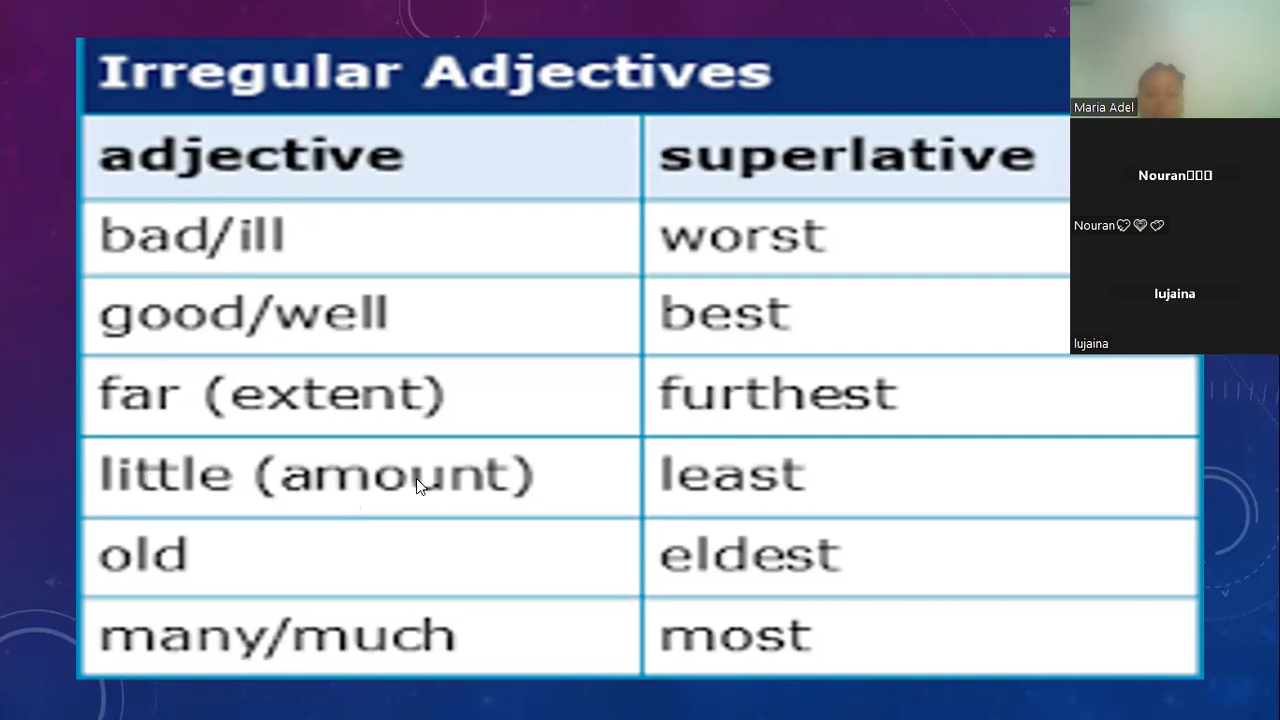 Irregular Adjectives
adjective superlative
bad/ill worst
good/well best
far (extent) furthest
little (amount) least
old eldest
many/much most
Maria Adel
Nouran▯▯▯
Nouran♡💝♡
lujaina
lujaina